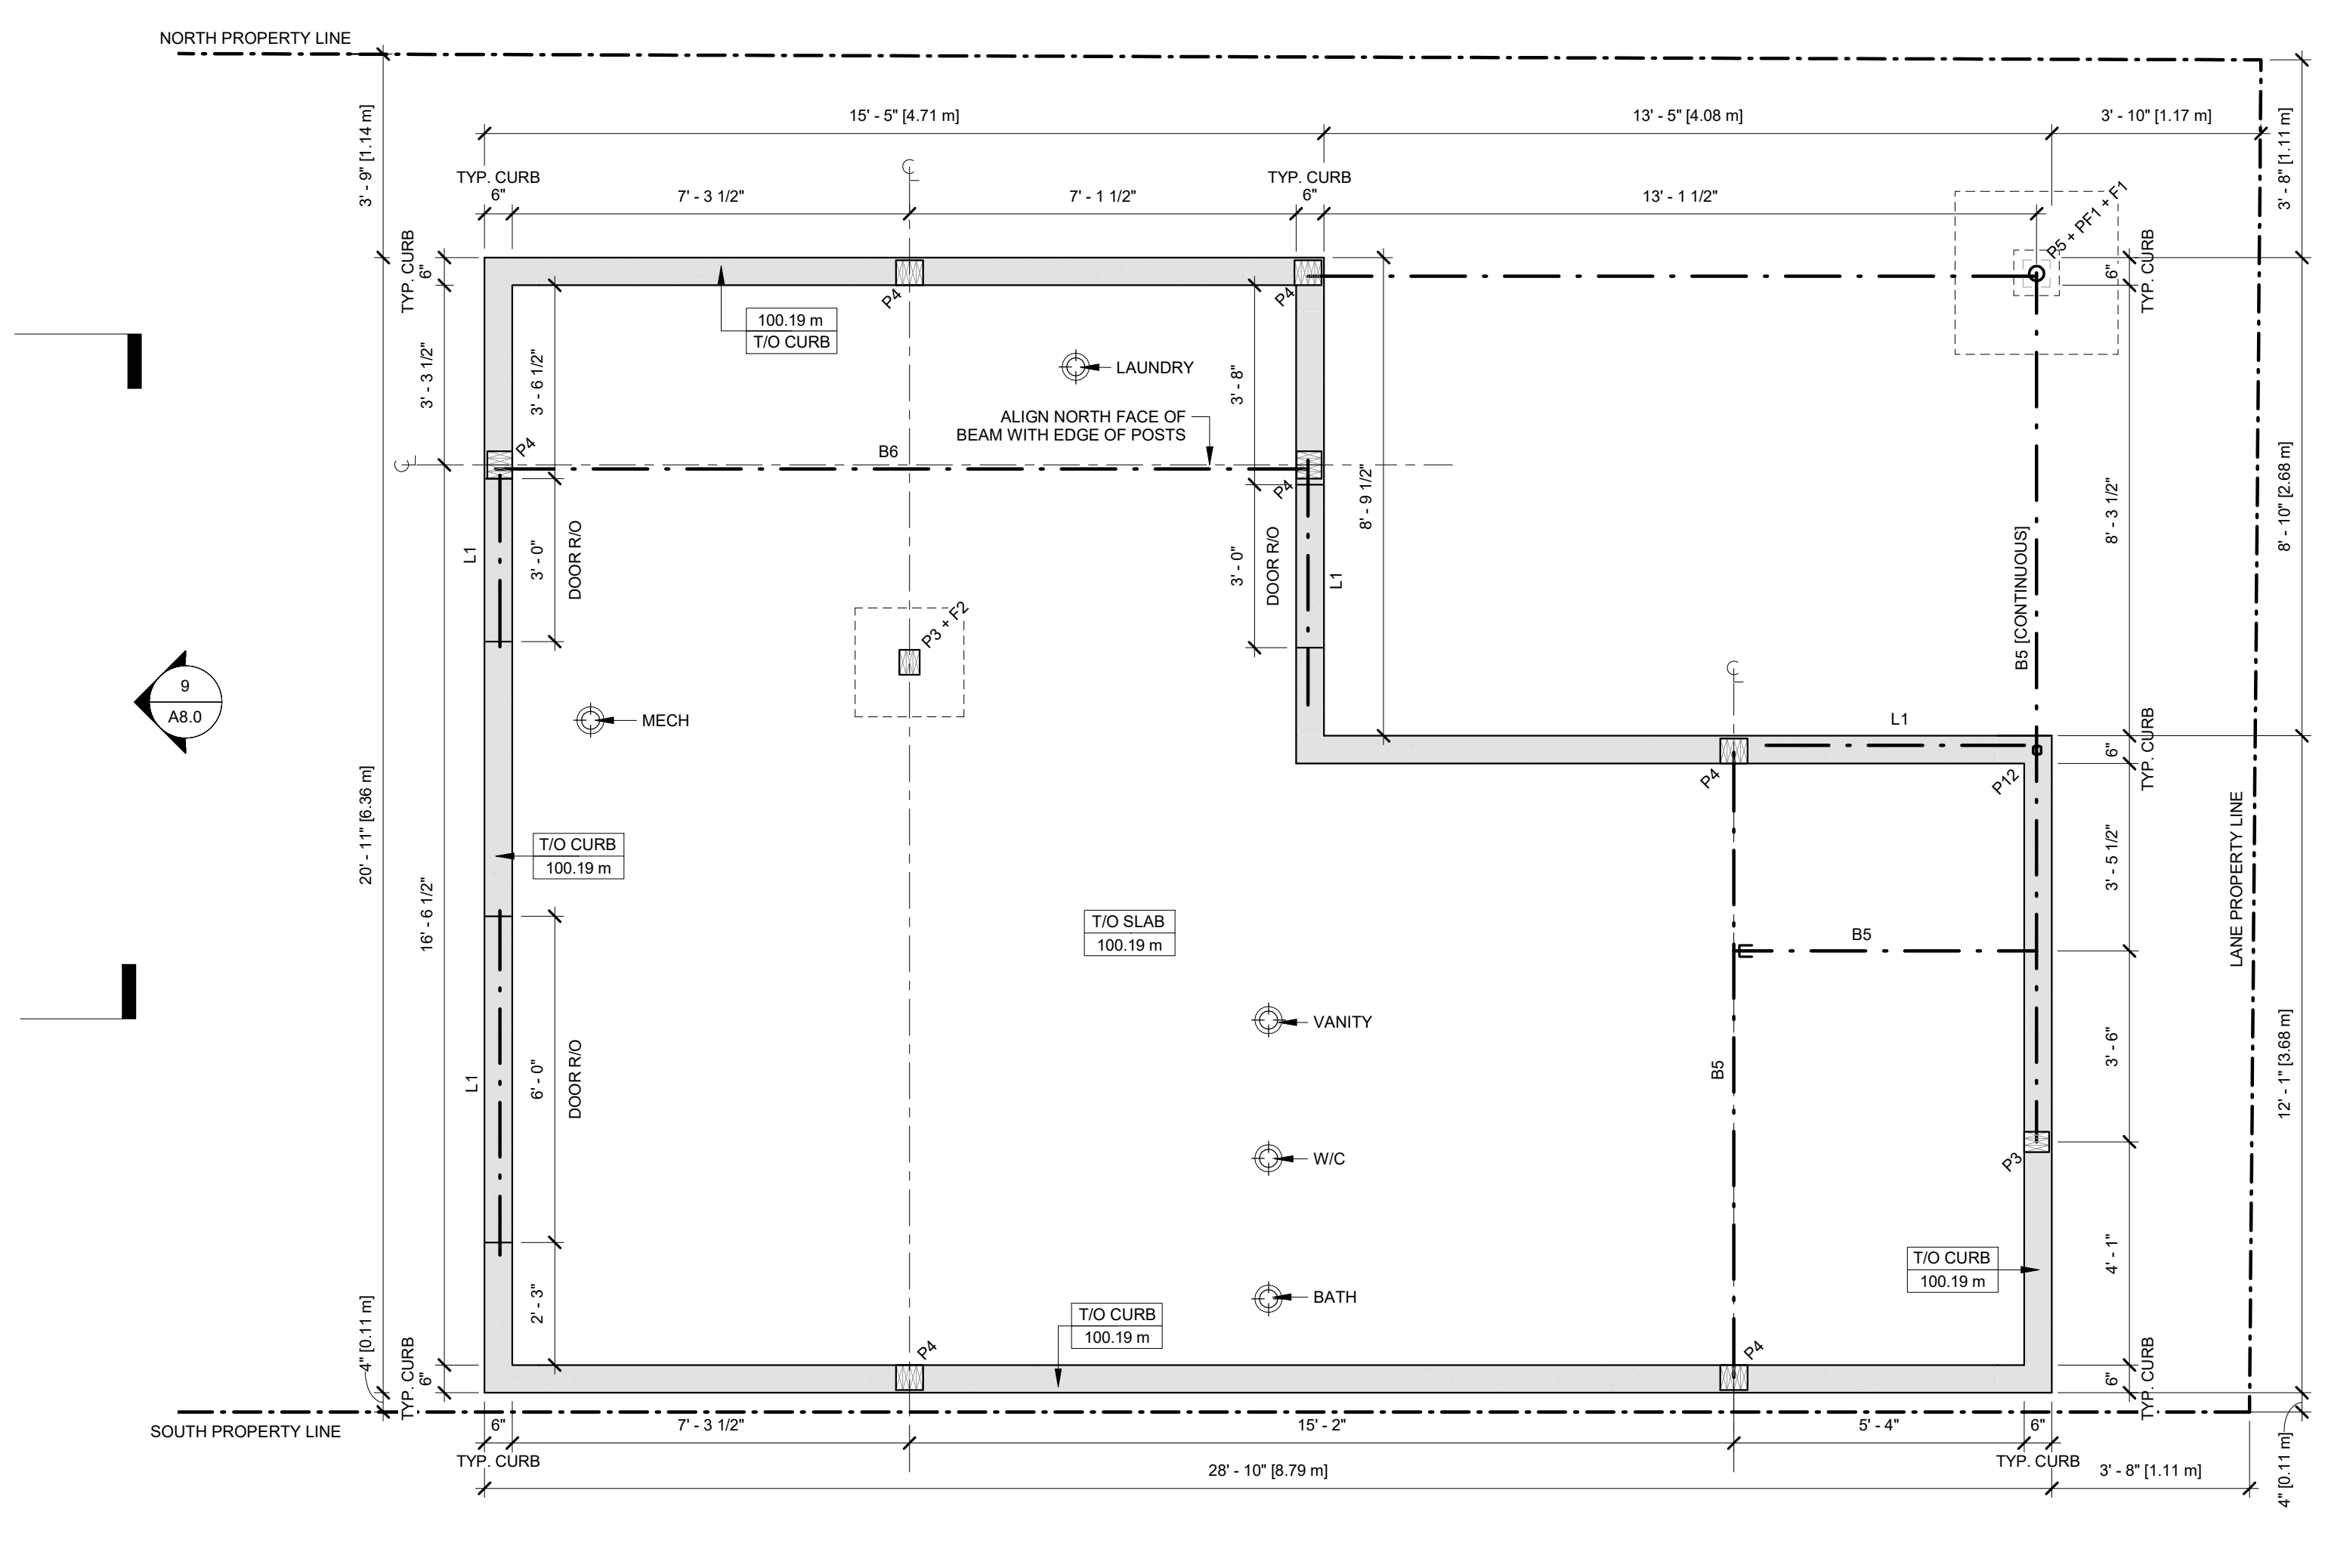 NORTH PROPERTY LINE
15' - 5" [4.71 m]
13' - 5" [4.08 m]
3' - 10" [1.17 m]
3' - 9" [1.14 m]
3' - 8" [1.11 m]
TYP. CURB
6"
7' - 3 1/2"
7' - 1 1/2"
TYP. CURB
6"
13' - 1 1/2"
P5 + PF1 + F1
TYP. CURB
6"
6"
TYP. CURB
P4
P4
100.19 m
T/O CURB
3' - 3 1/2"
3' - 6 1/2"
LAUNDRY
3' - 8"
ALIGN NORTH FACE OF
BEAM WITH EDGE OF POSTS
P4
B6
P4
8' - 9 1/2"
8' - 3 1/2"
8' - 10" [2.68 m]
L1
3' - 0"
DOOR R/O
3' - 0"
DOOR R/O
L1
B5 [CONTINUOUS]
P3 + F2
9
A8.0
MECH
L1
P4
P12
6"
TYP. CURB
20' - 11" [6.36 m]
16' - 6 1/2"
T/O CURB
100.19 m
3' - 5 1/2"
LANE PROPERTY LINE
T/O SLAB
100.19 m
B5
VANITY
L1
6' - 0"
DOOR R/O
B5
3' - 6"
12' - 1" [3.68 m]
W/C
P3
T/O CURB
100.19 m
4' - 1"
2' - 3"
BATH
T/O CURB
100.19 m
P4
P4
4" [0.11 m]
TYP. CURB
6"
6"
TYP. CURB
SOUTH PROPERTY LINE
6"
7' - 3 1/2"
15' - 2"
5' - 4"
6"
TYP. CURB
TYP. CURB
28' - 10" [8.79 m]
3' - 8" [1.11 m]
4" [0.11 m]